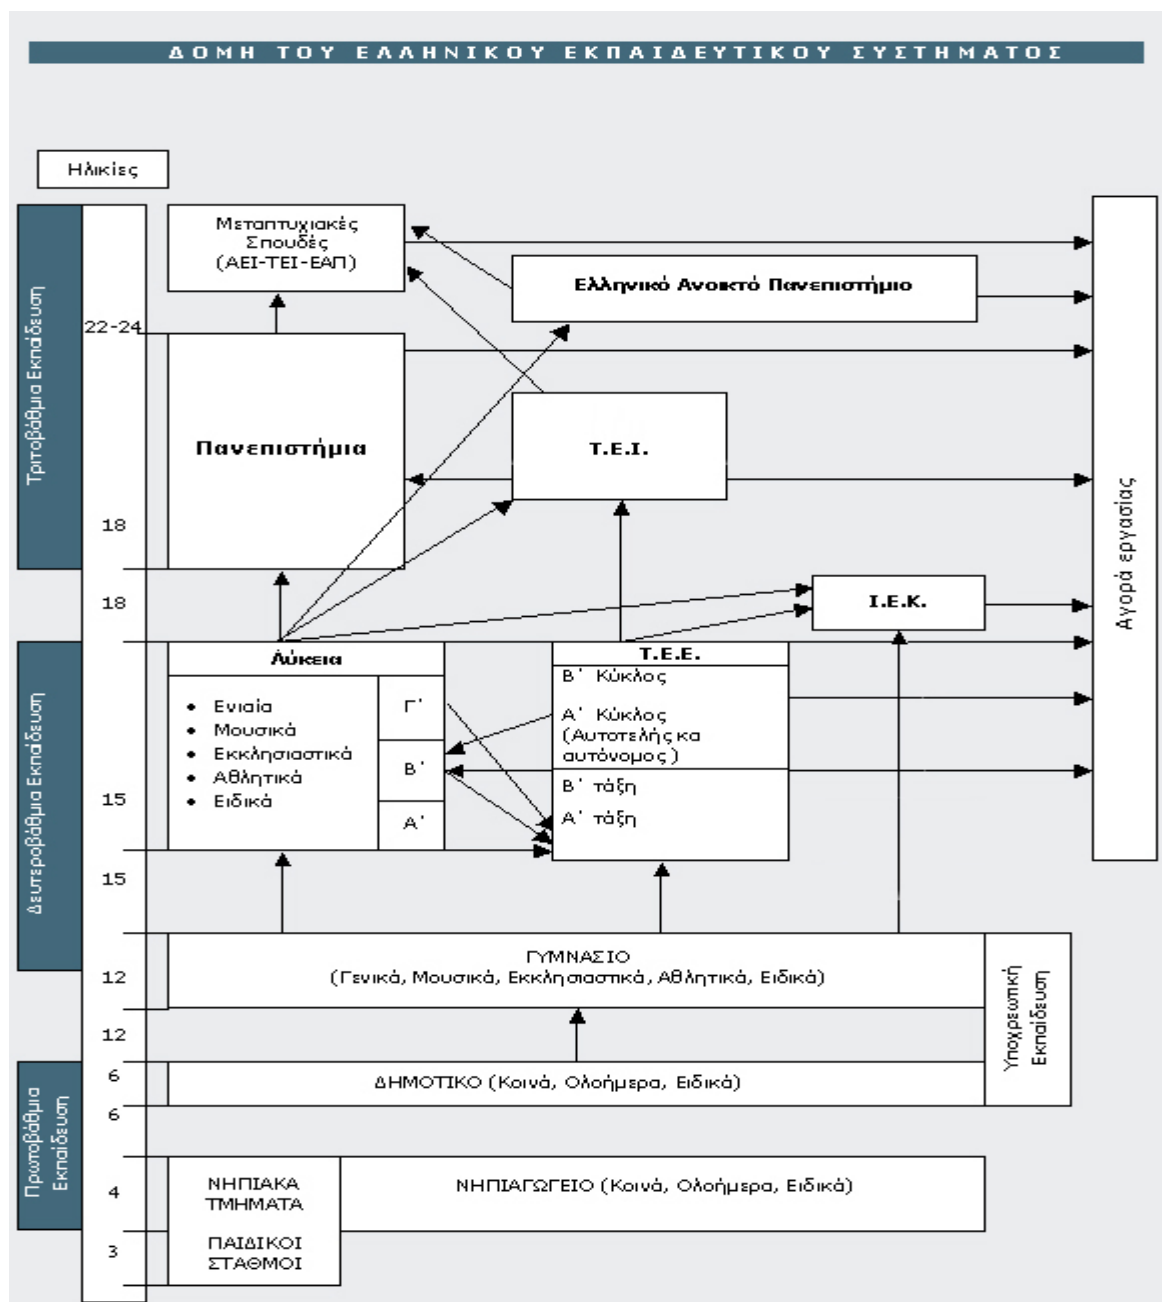 ΔΟΜΗ ΤΟΥ ΕΛΛΗΝΙΚΟΥ ΕΚΠΑΙΔΕΥΤΙΚΟΥ ΣΥΣΤΗΜΑΤΟΣ
Ηλικίες
Τριτοβάθμια Εκπαίδευση
Μεταπτυχιακές
Σπουδές
(ΑΕΙ-ΤΕΙ-ΕΑΠ)
Ελληνικό Ανοικτό Πανεπιστήμιο
22-24
Πανεπιστήμια
Τ.Ε.Ι.
Αγορά εργασίας
18
18
Ι.Ε.Κ.
Δευτεροβάθμια Εκπαίδευση
Λύκεια
• Ενιαία
• Μουσικά
• Εκκλησιαστικά
• Αθλητικά
• Ειδικά
Γ΄
Β΄
Α΄
Τ.Ε.Ε.
Β΄ Κύκλος
Α΄ Κύκλος
(Αυτοτελής κα
αυτόνομος)
Β΄ τάξη
Α΄ τάξη
15
15
12
ΓΥΜΝΑΣΙΟ
(Γενικά, Μουσικά, Εκκλησιαστικά, Αθλητικά, Ειδικά)
Υποχρεωτική
Εκπαίδευση
12
Πρωτοβάθμια
Εκπαίδευση
6
ΔΗΜΟΤΙΚΟ (Κοινά, Ολοήμερα, Ειδικά)
6
4
ΝΗΠΙΑΚΑ
ΤΜΗΜΑΤΑ
ΝΗΠΙΑΓΩΓΕΙΟ (Κοινά, Ολοήμερα, Ειδικά)
3
ΠΑΙΔΙΚΟΙ
ΣΤΑΘΜΟΙ